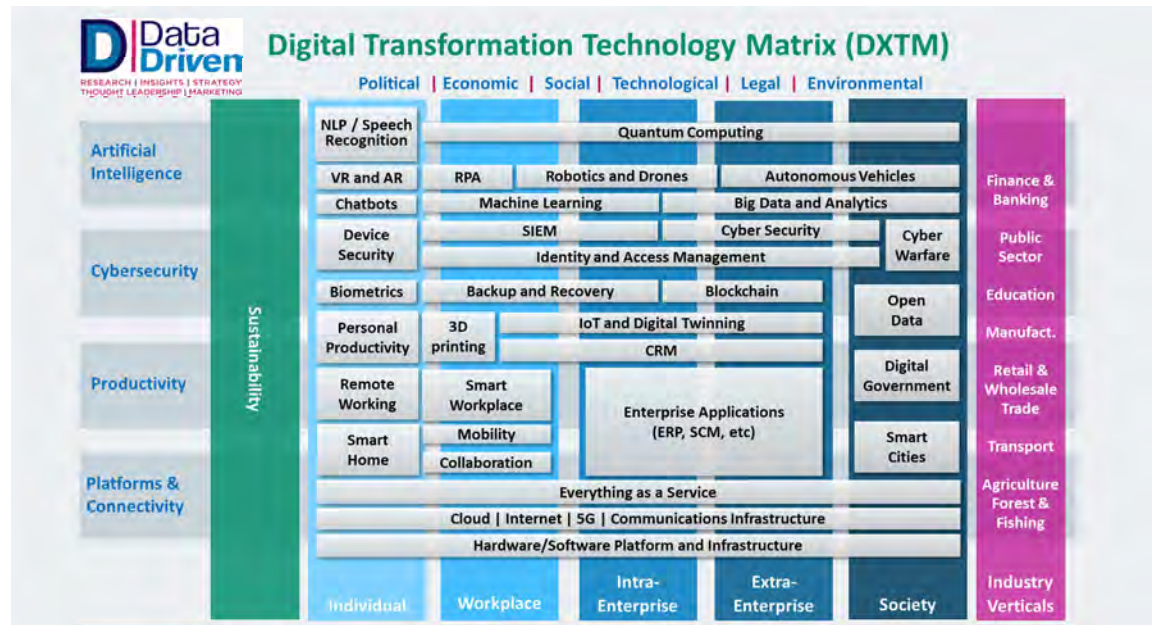 Data
Driven
RESEARCH | INSIGHTS | STRATEGY
THOUGHT LEADERSHIP | MARKETING
Digital Transformation Technology Matrix (DXTM)
Political | Economic | Social | Technological | Legal | Environmental
Artificial
Intelligence
Cybersecurity
Productivity
Platforms &
Connectivity
Sustainability
NLP / Speech
Recognition
Quantum Computing
VR and AR
RPA
Robotics and Drones
Autonomous Vehicles
Chatbots
Machine Learning
Big Data and Analytics
Device
Security
SIEM
Cyber Security
Cyber
Warfare
Identity and Access Management
Biometrics
Backup and Recovery
Blockchain
Open
Data
Personal
Productivity
3D
printing
IoT and Digital Twinning
CRM
Digital
Government
Remote
Working
Smart
Workplace
Enterprise Applications
(ERP, SCM, etc)
Smart
Home
Mobility
Collaboration
Smart
Cities
Everything as a Service
Cloud | Internet | 5G | Communications Infrastructure
Hardware/Software Platform and Infrastructure
Individual
Workplace
Intra-
Enterprise
Extra-
Enterprise
Society
Finance &
Banking
Public
Sector
Education
Manufact.
Retail &
Wholesale
Trade
Transport
Agriculture
Forest &
Fishing
Industry
Verticals